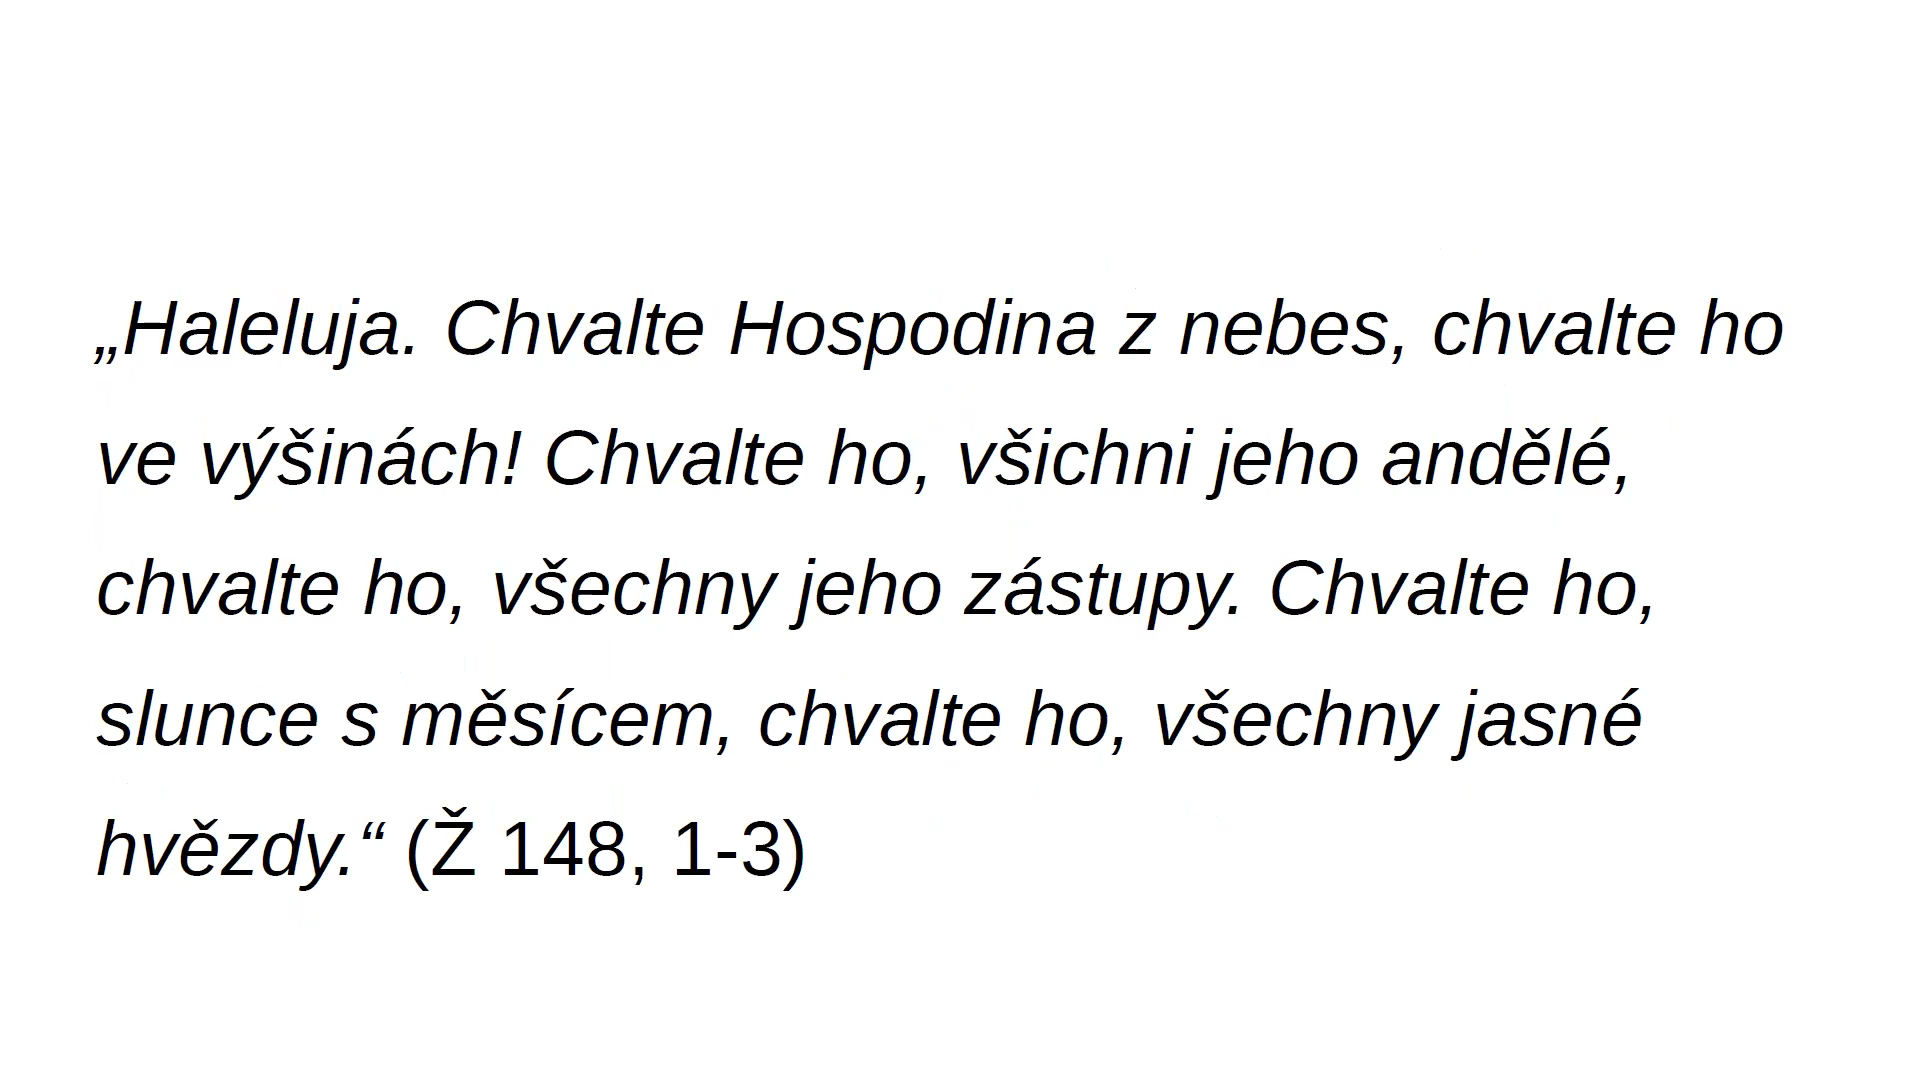 „Haleluja. Chvalte Hospodina z nebes, chvalte ho
ve výšinách! Chvalte ho, všichni jeho andělé,
chvalte ho, všechny jeho zástupy. Chvalte ho,
slunce s měsícem, chvalte ho, všechny jasné
hvězdy.“ (Ž 148, 1-3)